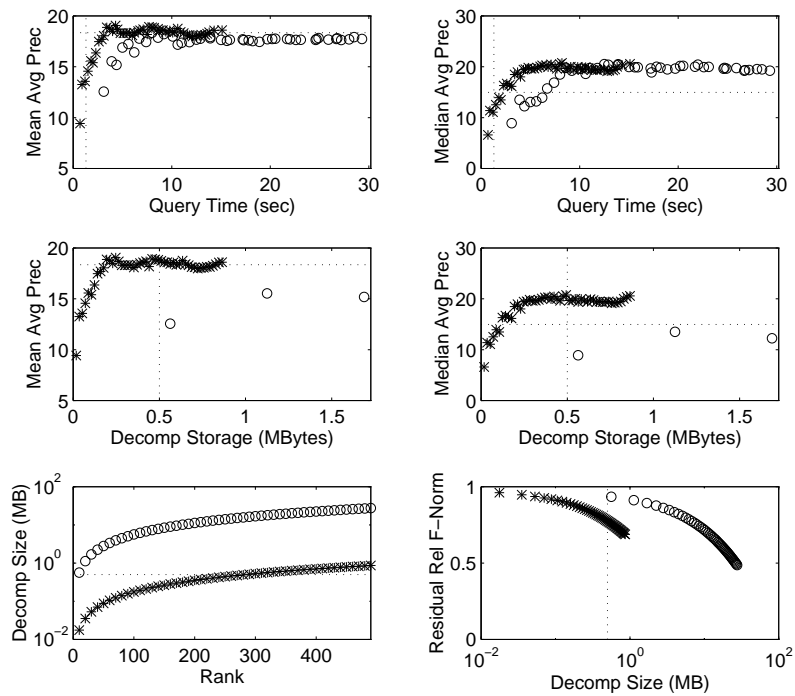 20
15
10
5
0 10 20 30
Mean Avg Prec
Query Time (sec)
30
20
10
0
0 10 20 30
Median Avg Prec
Query Time (sec)
20
15
10
5
0 0.5 1 1.5
Mean Avg Prec
Decomp Storage (MBytes)
30
20
10
0
0 0.5 1 1.5
Median Avg Prec
Decomp Storage (MBytes)
10^2
10^0
10^−2
100 200 300 400
Decomp Size (MB)
Rank
1
0.5
0
10^−2 10^0 10^2
Residual Rel F−Norm
Decomp Size (MB)